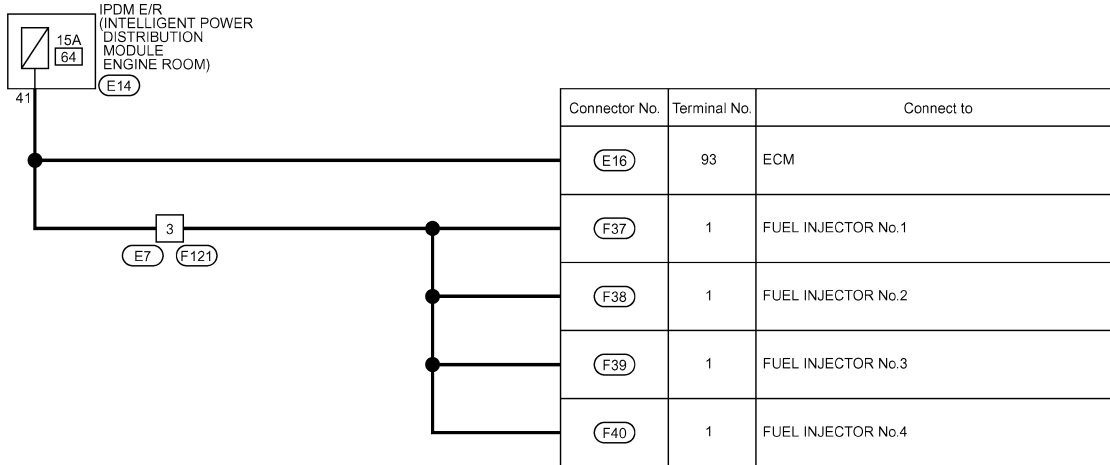 IPDM E/R
(INTELLIGENT POWER
DISTRIBUTION
MODULE
ENGINE ROOM)
15A
64
E14
41
Connector No. Terminal No. Connect to
E16 93 ECM
3
F37 1 FUEL INJECTOR No.1
E7 F121
F38 1 FUEL INJECTOR No.2
F39 1 FUEL INJECTOR No.3
F40 1 FUEL INJECTOR No.4